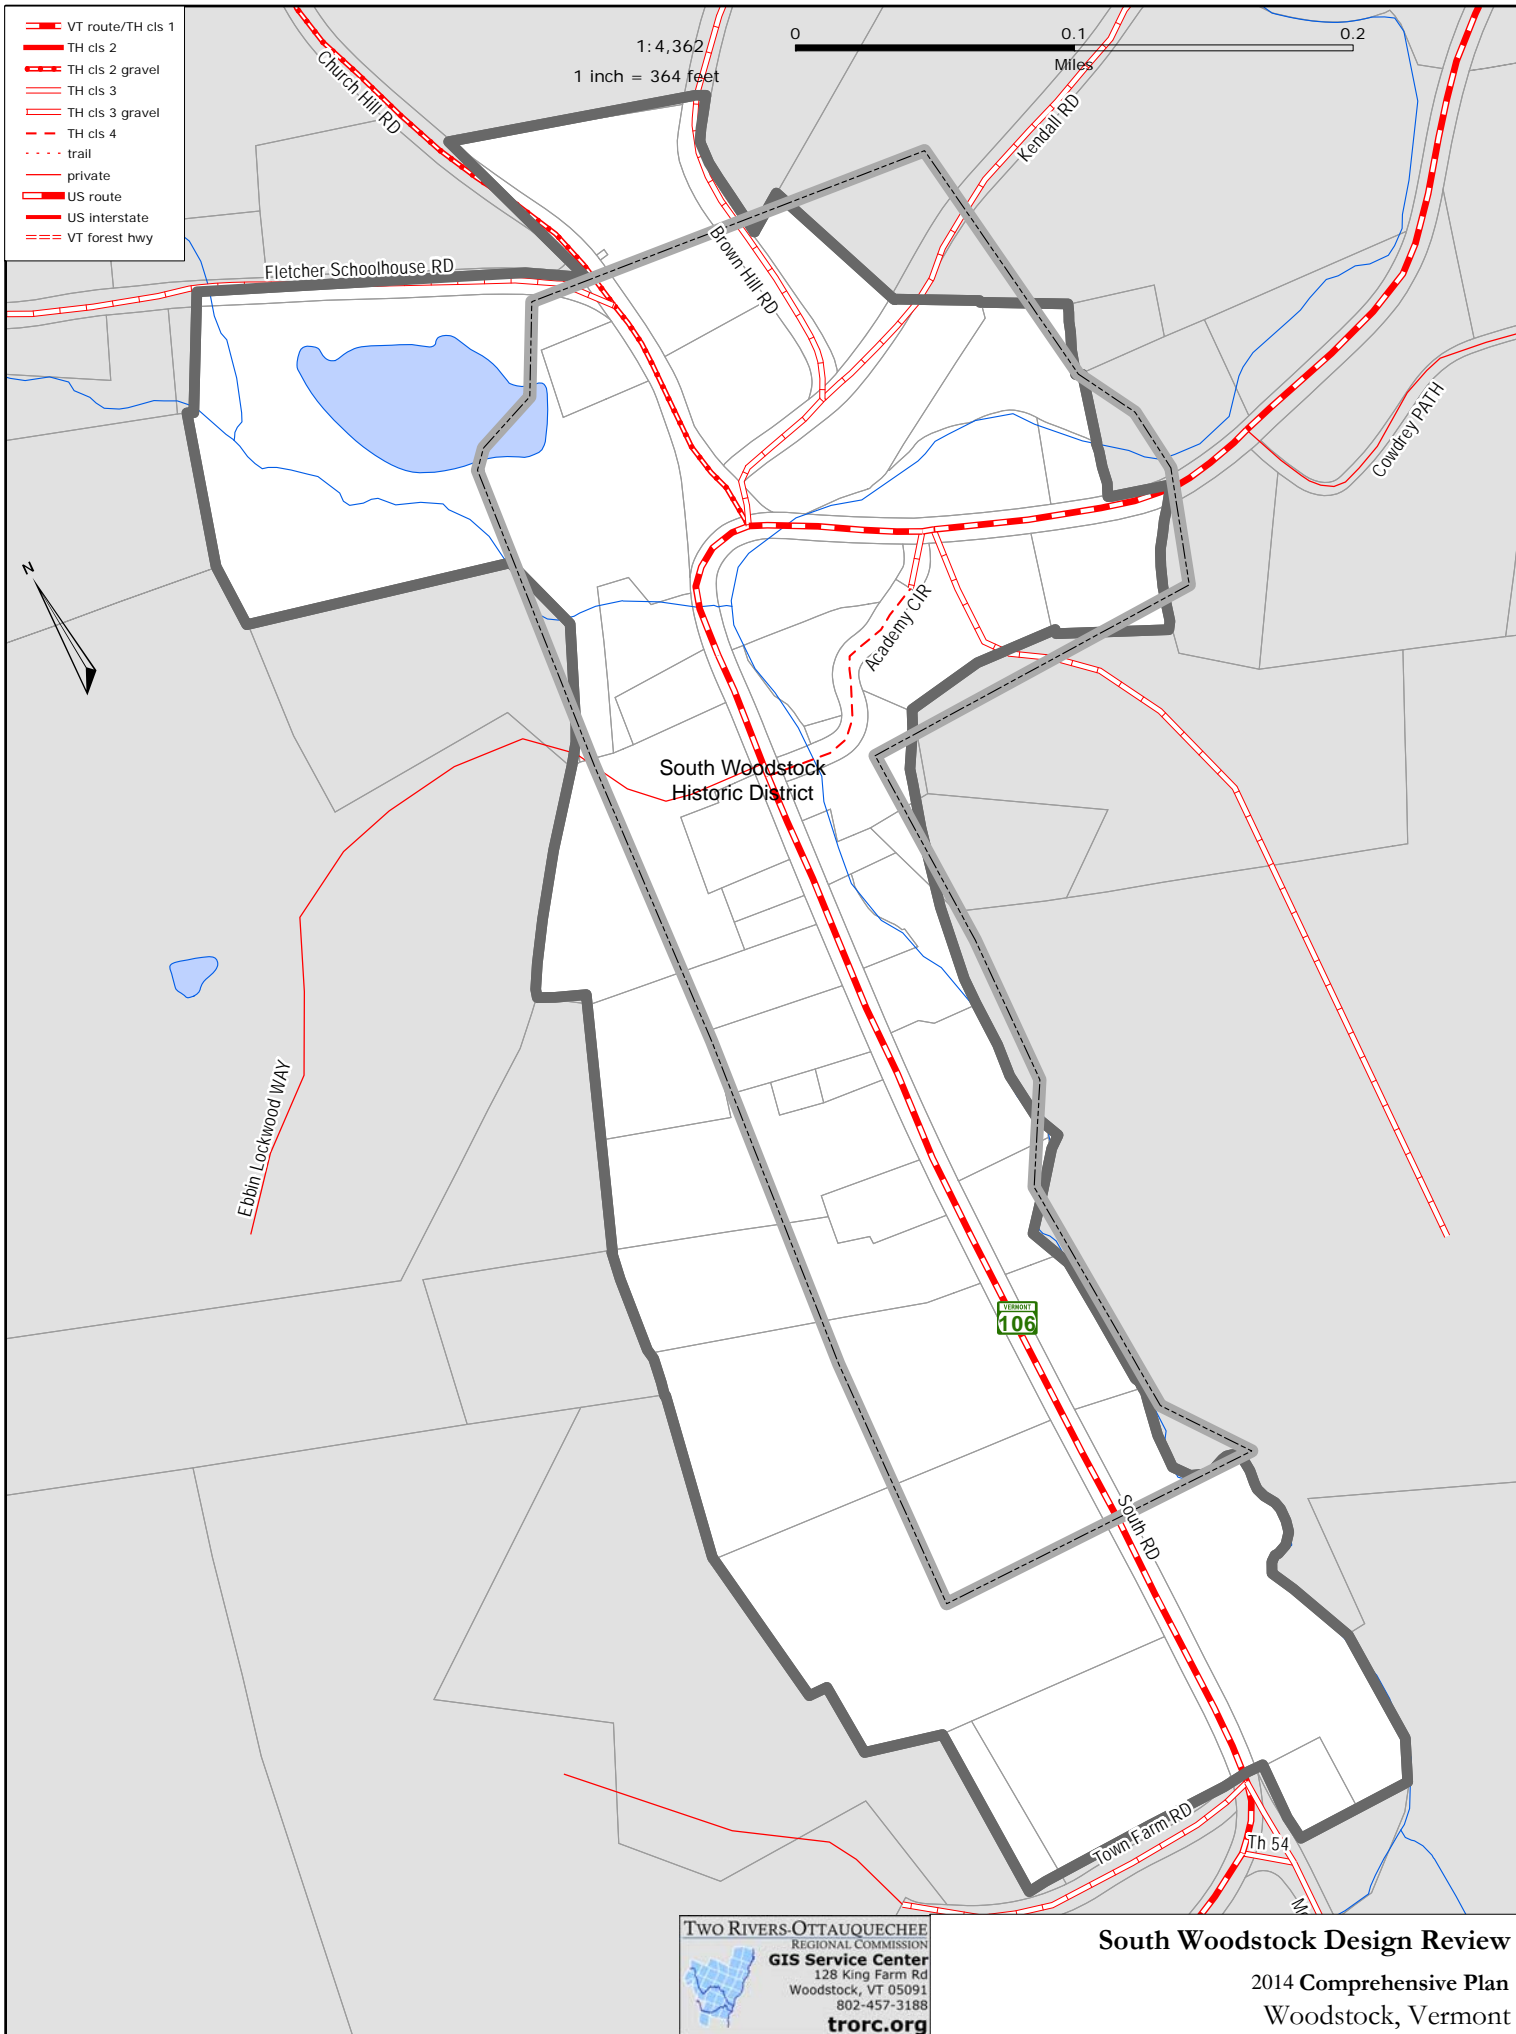 VT route/TH cls 1
TH cls 2
TH cls 2 gravel
TH cls 3
TH cls 3 gravel
TH cls 4
trail
private
US route
US interstate
VT forest hwy
1:4,362
1 inch = 364 feet
0 0.1 0.2
Miles
Church Hill RD
Kendall RD
Fletcher Schoolhouse RD
Brown Hill RD
Cowdrey PATH
N
Academy CIR
South Woodstock
Historic District
Ebbin Lockwood WAY
VERMONT
106
South RD
Town Farm RD
Th 54
TWO RIVERS-OTTAUQUECHEE
REGIONAL COMMISSION
GIS Service Center
128 King Farm Rd
Woodstock, VT 05091
802-457-3188
trorc.org
South Woodstock Design Review
2014 Comprehensive Plan
Woodstock, Vermont